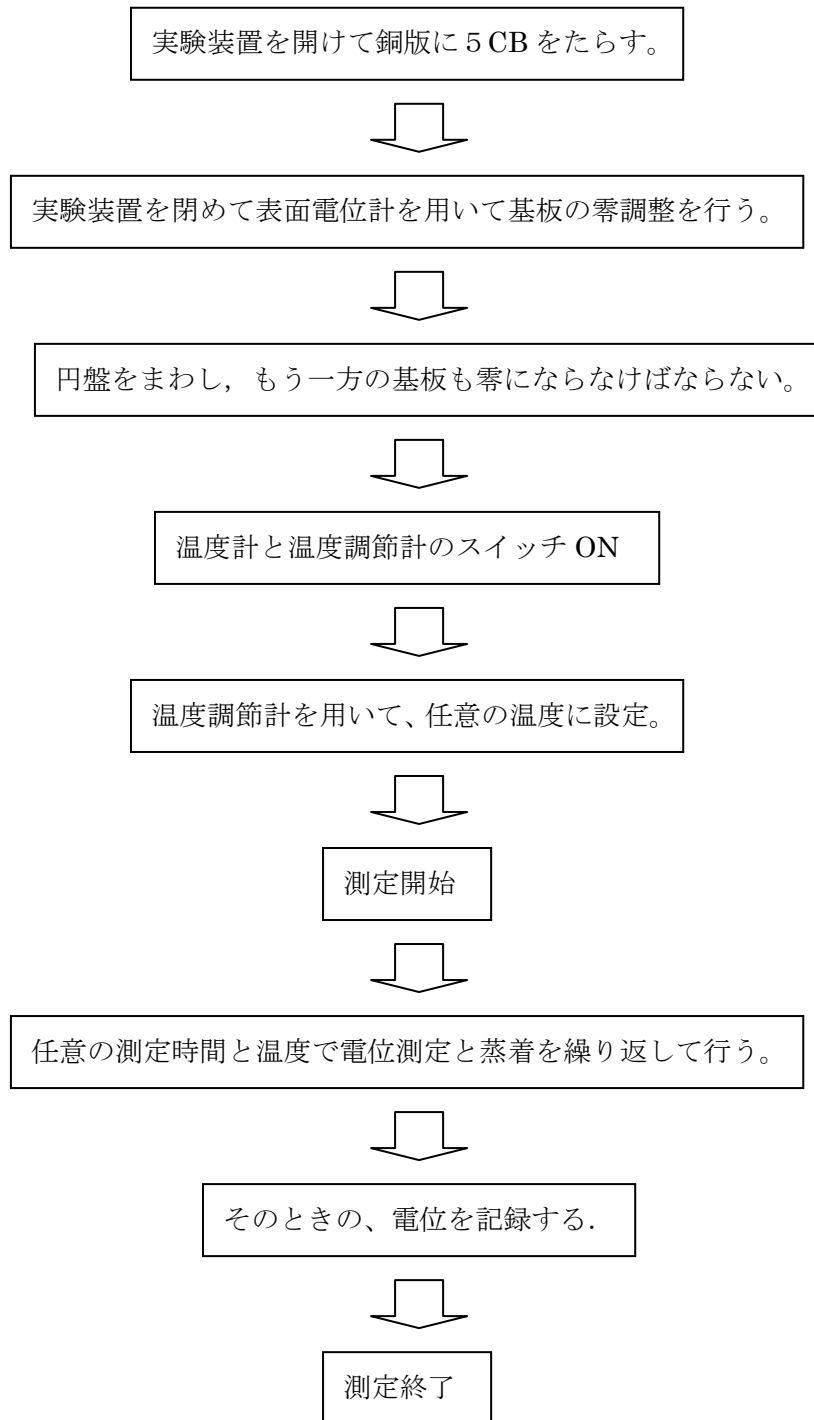 実験装置を開けて銅版に５CB をたらす。
実験装置を閉めて表面電位計を用いて基板の零調整を行う。
円盤をまわし，もう一方の基板も零にならなけばならない。
温度計と温度調節計のスイッチ ON
温度調節計を用いて、任意の温度に設定。
測定開始
任意の測定時間と温度で電位測定と蒸着を繰り返して行う。
そのときの、電位を記録する．
測定終了